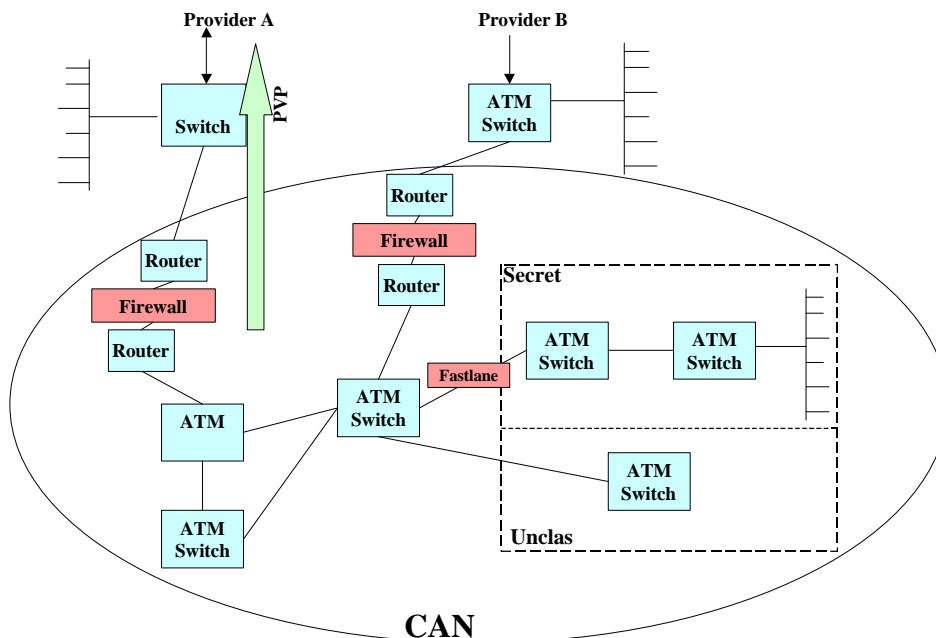 Provider A
Provider B
PVP
Switch
ATM
Switch
Router
Firewall
Router
Router
Firewall
Router
Secret
ATM
Switch
ATM
Switch
Fastlane
ATM
Switch
ATM
ATM
Switch
ATM
Switch
Unclas
CAN